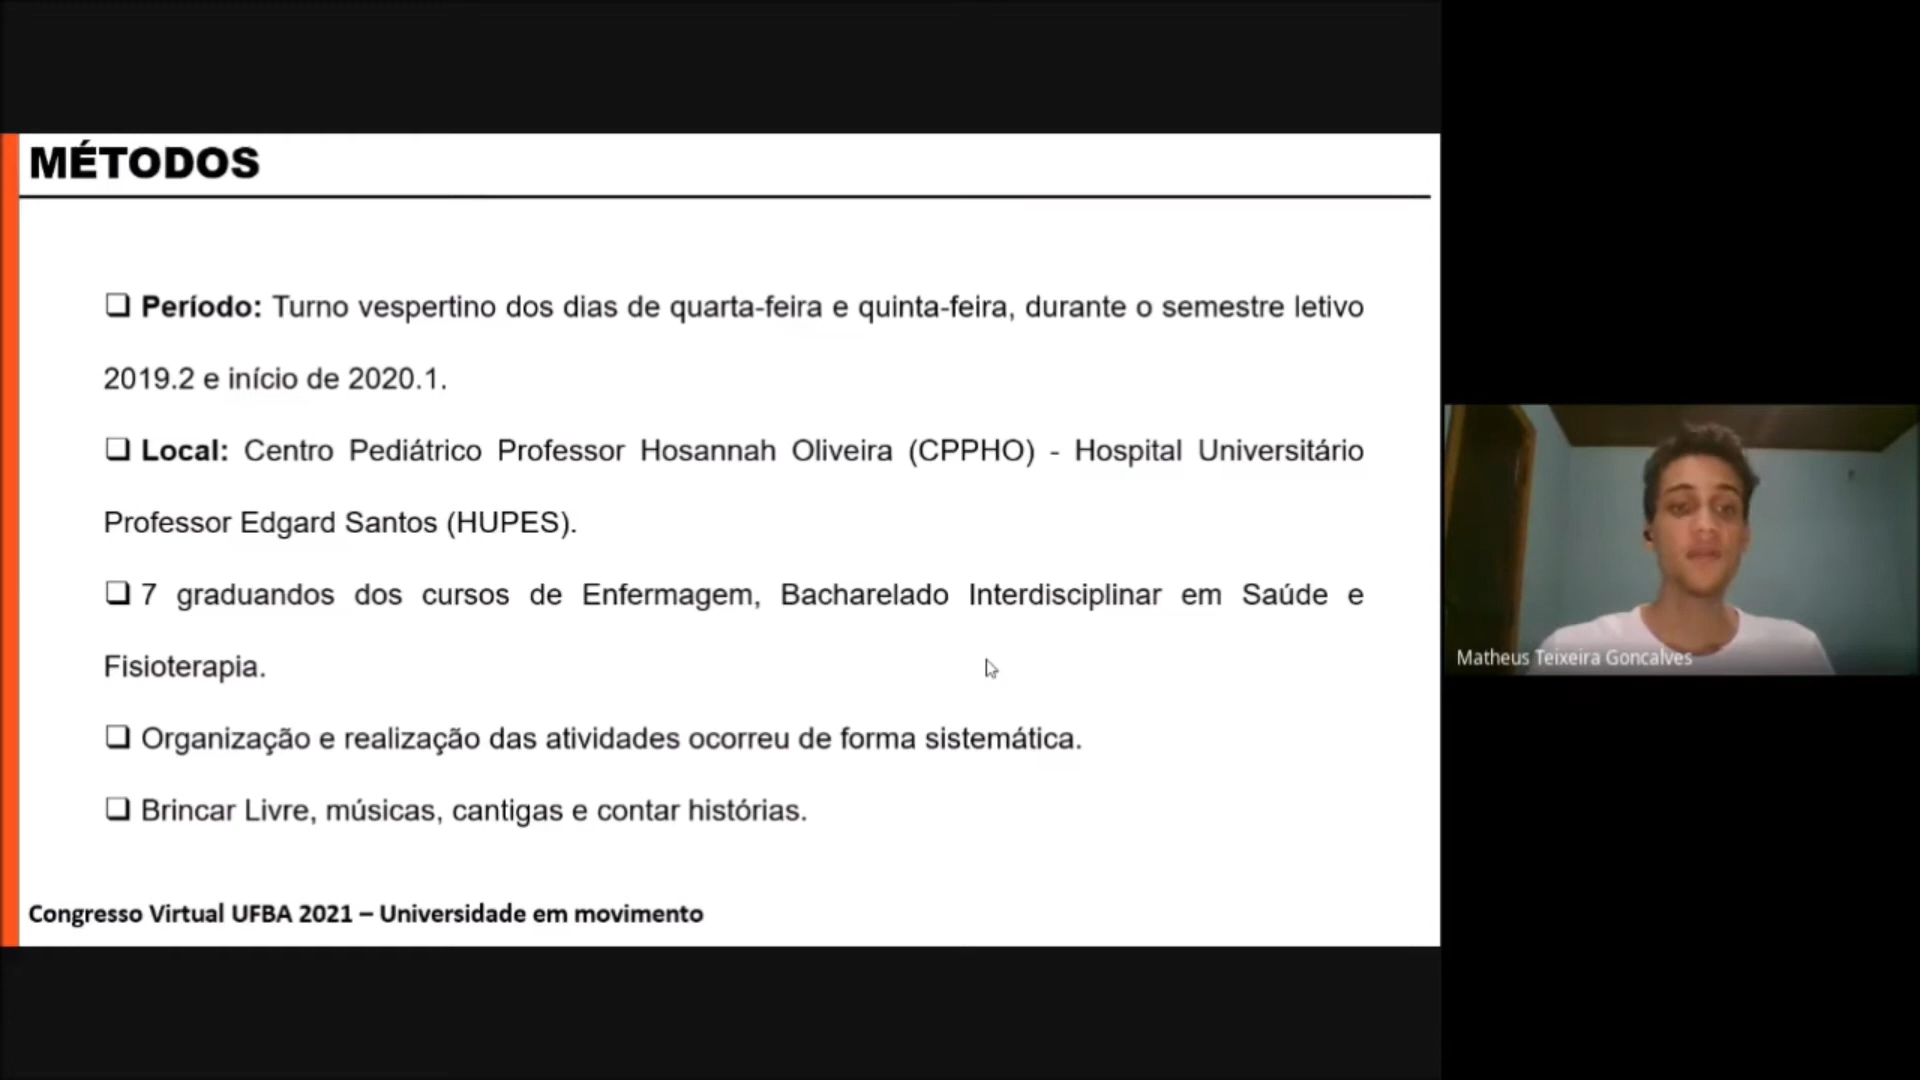 MÉTODOS
❑ Período: Turno vespertino dos dias de quarta-feira e quinta-feira, durante o semestre letivo
2019.2 e início de 2020.1.
❑ Local: Centro Pediátrico Professor Hosannah Oliveira (CPPHO) - Hospital Universitário
Professor Edgard Santos (HUPES).
❑ 7 graduandos dos cursos de Enfermagem, Bacharelado Interdisciplinar em Saúde e
Fisioterapia.
❑ Organização e realização das atividades ocorreu de forma sistemática.
❑ Brincar Livre, músicas, cantigas e contar histórias.
Congresso Virtual UFBA 2021 – Universidade em movimento
Matheus Teixeira Goncalves